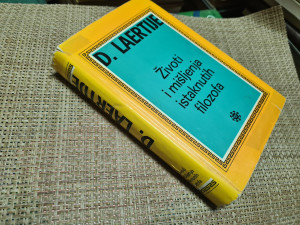 D. LAERTIJE
Životi
i mišljenja
istaknutih
filozofa
D. LAERTIJE